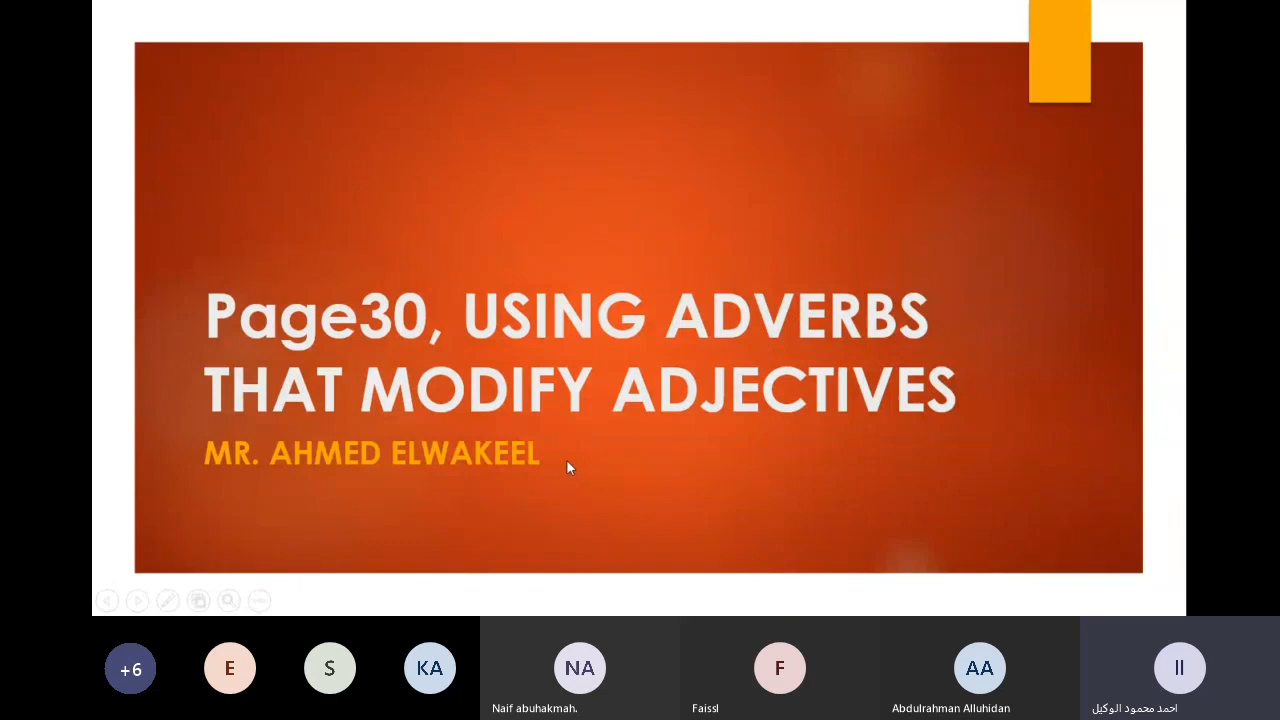 Page30, USING ADVERBS
THAT MODIFY ADJECTIVES
MR. AHMED ELWAKEEL
+6
E
S
KA
NA
F
AA
اا
Naif abuhakmah.
Faissl
Abdulrahman Alluhidan
احمد محمود الوكيل